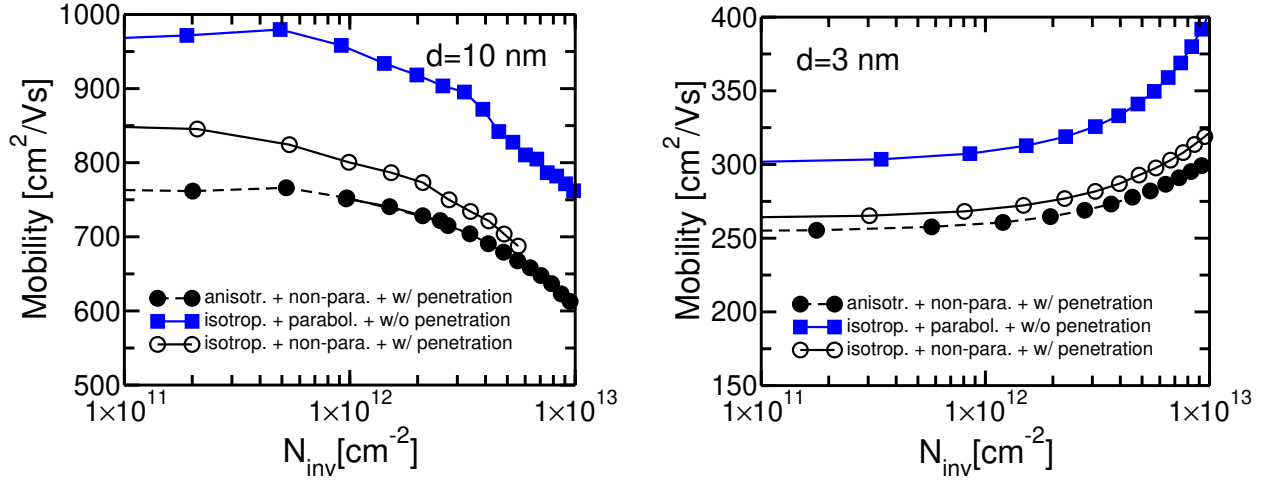 1000
900
800
700
600
500
Mobility [cm²/Vs]
d=10 nm
anisotr. + non-para. + w/ penetration
isotrop. + parabol. + w/o penetration
isotrop. + non-para. + w/ penetration
1×10¹¹
1×10¹²
1×10¹³
N_inv[cm⁻²]
400
350
300
250
200
150
Mobility [cm²/Vs]
d=3 nm
anisotr. + non-para. + w/ penetration
isotrop. + parabol. + w/o penetration
isotrop. + non-para. + w/ penetration
1×10¹¹
1×10¹²
1×10¹³
N_inv[cm⁻²]